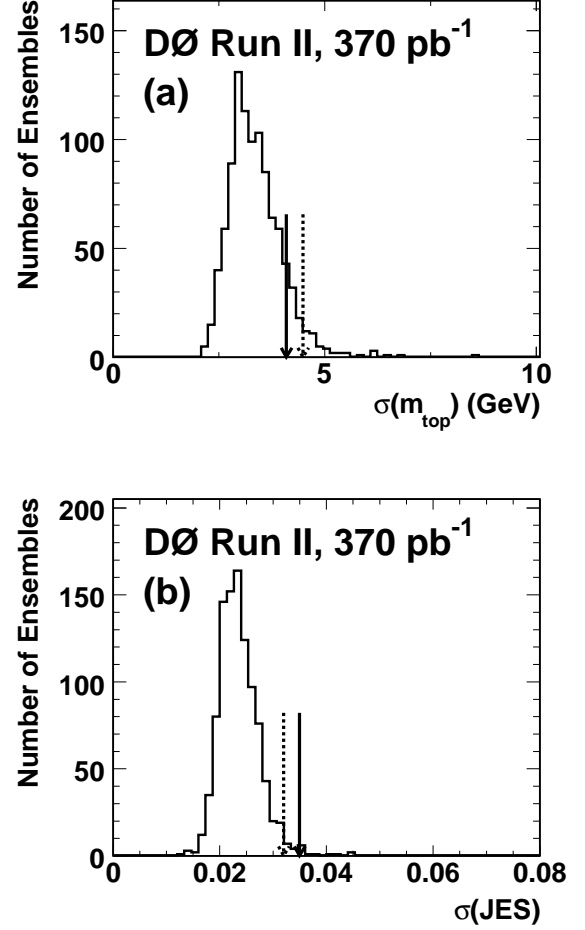 DØ Run II, 370 pb⁻¹
(a)
Number of Ensembles
150
100
50
0
0 5 10
σ(m_top) (GeV)
DØ Run II, 370 pb⁻¹
(b)
Number of Ensembles
200
150
100
50
0
0 0.02 0.04 0.06 0.08
σ(JES)